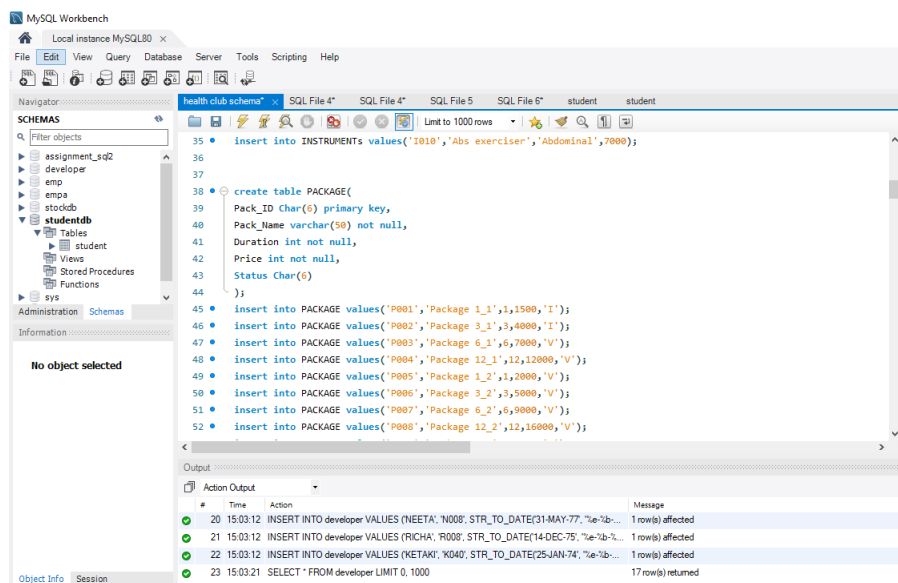 MySQL Workbench
Local instance MySQL80 ×
File Edit View Query Database Server Tools Scripting Help
Navigator
SCHEMAS
Filter objects
assignment_sql2
developer
emp
empa
stockdb
studentdb
Tables
student
Views
Stored Procedures
Functions
sys
Administration Schemas
Information
No object selected
Object Info Session
health club schema* × SQL File 4* SQL File 4* SQL File 5 SQL File 6* student student
Limit to 1000 rows
35 insert into INSTRUMENTs values('I010','Abs exerciser','Abdominal',7000);
36
37
38 create table PACKAGE(
39 Pack_ID Char(6) primary key,
40 Pack_Name varchar(50) not null,
41 Duration int not null,
42 Price int not null,
43 Status Char(6)
44 );
45 insert into PACKAGE values('P001','Package 1_1',1,1500,'I');
46 insert into PACKAGE values('P002','Package 3_1',3,4000,'I');
47 insert into PACKAGE values('P003','Package 6_1',6,7000,'V');
48 insert into PACKAGE values('P004','Package 12_1',12,12000,'V');
49 insert into PACKAGE values('P005','Package 1_2',1,2000,'V');
50 insert into PACKAGE values('P006','Package 3_2',3,5000,'V');
51 insert into PACKAGE values('P007','Package 6_2',6,9000,'V');
52 insert into PACKAGE values('P008','Package 12_2',12,16000,'V');
Output
Action Output
# Time Action Message
20 15:03:12 INSERT INTO developer VALUES ('NEETA', 'N008', STR_TO_DATE('31-MAY-77', "%e-%b-... 1 row(s) affected
21 15:03:12 INSERT INTO developer VALUES ('RICHA', 'R008', STR_TO_DATE('14-DEC-75', "%e-%b-%... 1 row(s) affected
22 15:03:12 INSERT INTO developer VALUES ('KETAKI', 'K040', STR_TO_DATE('25-JAN-74', "%e-%b-... 1 row(s) affected
23 15:03:21 SELECT * FROM developer LIMIT 0, 1000 17 row(s) returned